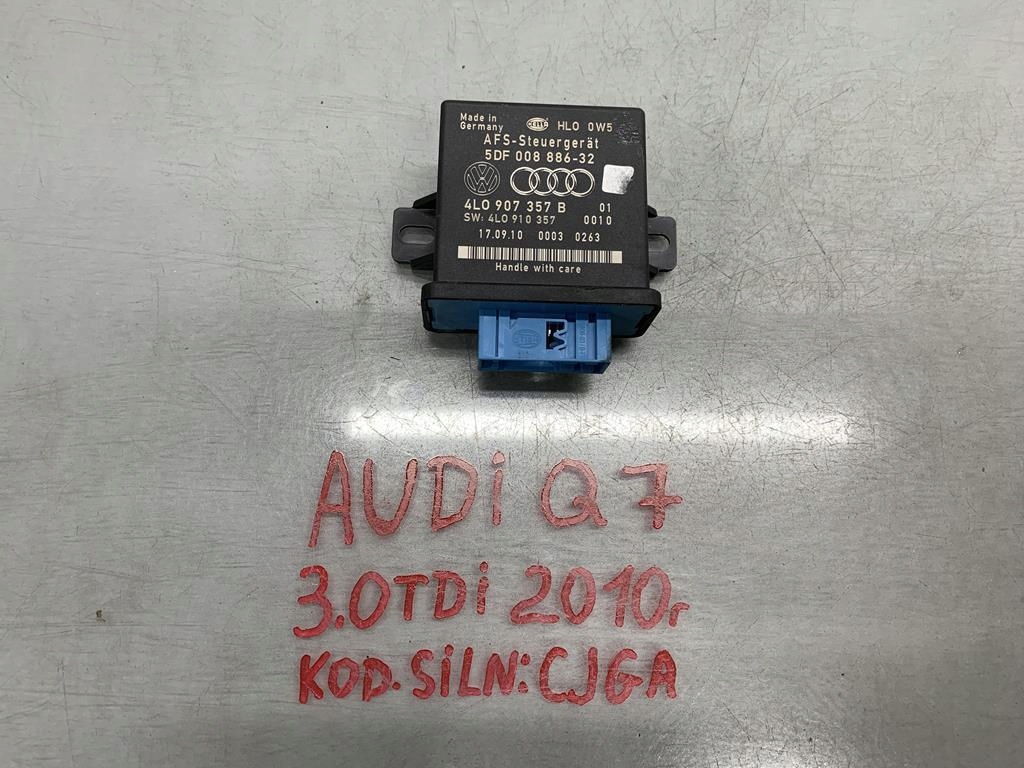 Made in
Germany
HELLA HLO 0W5
AFS-Steuergerät
5DF 008 886-32
4L0 907 357 B 01
SW: 4L0 910 357 0010
17.09.10 0003 0263
Handle with care
AUDi Q7
3.0TDi 2010r
KOD.SiLN:CJGA